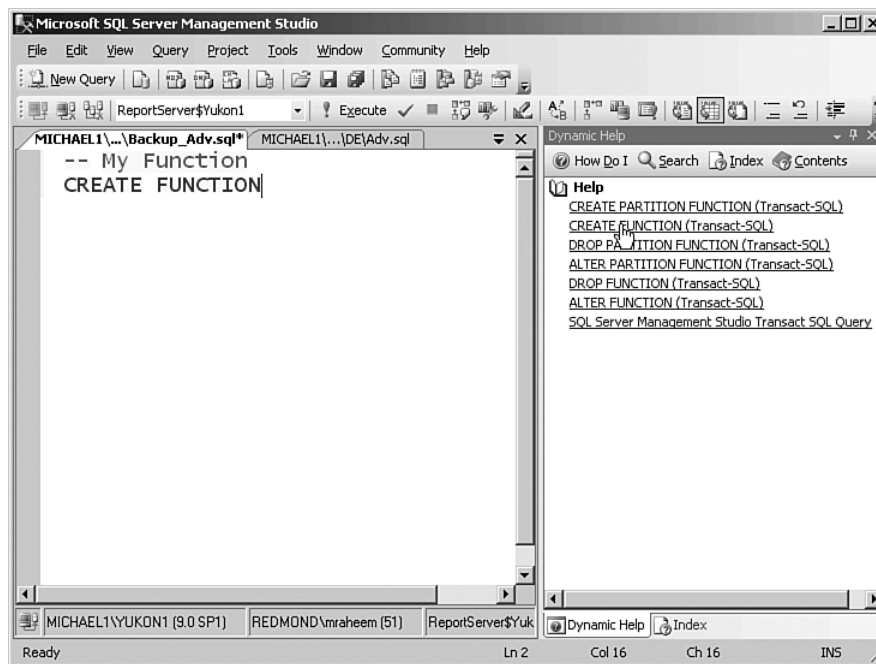 Microsoft SQL Server Management Studio
File Edit View Query Project Tools Window Community Help
New Query
ReportServer$Yukon1 Execute
MICHAEL1\...\Backup_Adv.sql* MICHAEL1\...\DE\Adv.sql
-- My Function
CREATE FUNCTION
Dynamic Help
How Do I Search Index Contents
Help
CREATE PARTITION FUNCTION (Transact-SQL)
CREATE FUNCTION (Transact-SQL)
DROP PARTITION FUNCTION (Transact-SQL)
ALTER PARTITION FUNCTION (Transact-SQL)
DROP FUNCTION (Transact-SQL)
ALTER FUNCTION (Transact-SQL)
SQL Server Management Studio Transact SQL Query
MICHAEL1\YUKON1 (9.0 SP1) REDMOND\mraheem (51) ReportServer$Yuk
Dynamic Help Index
Ready Ln 2 Col 16 Ch 16 INS